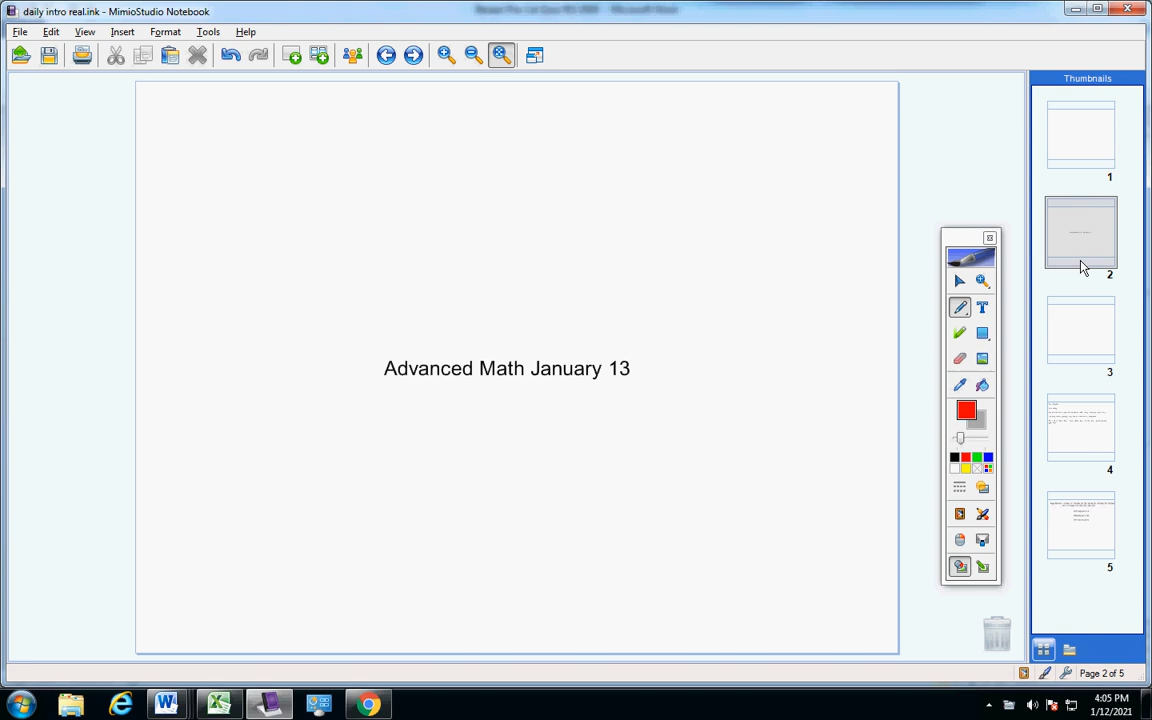 daily intro real.ink - MimioStudio Notebook
File Edit View Insert Format Tools Help
Thumbnails
1
2
3
4
5
Advanced Math January 13
T
Page 2 of 5
4:05 PM
1/12/2021